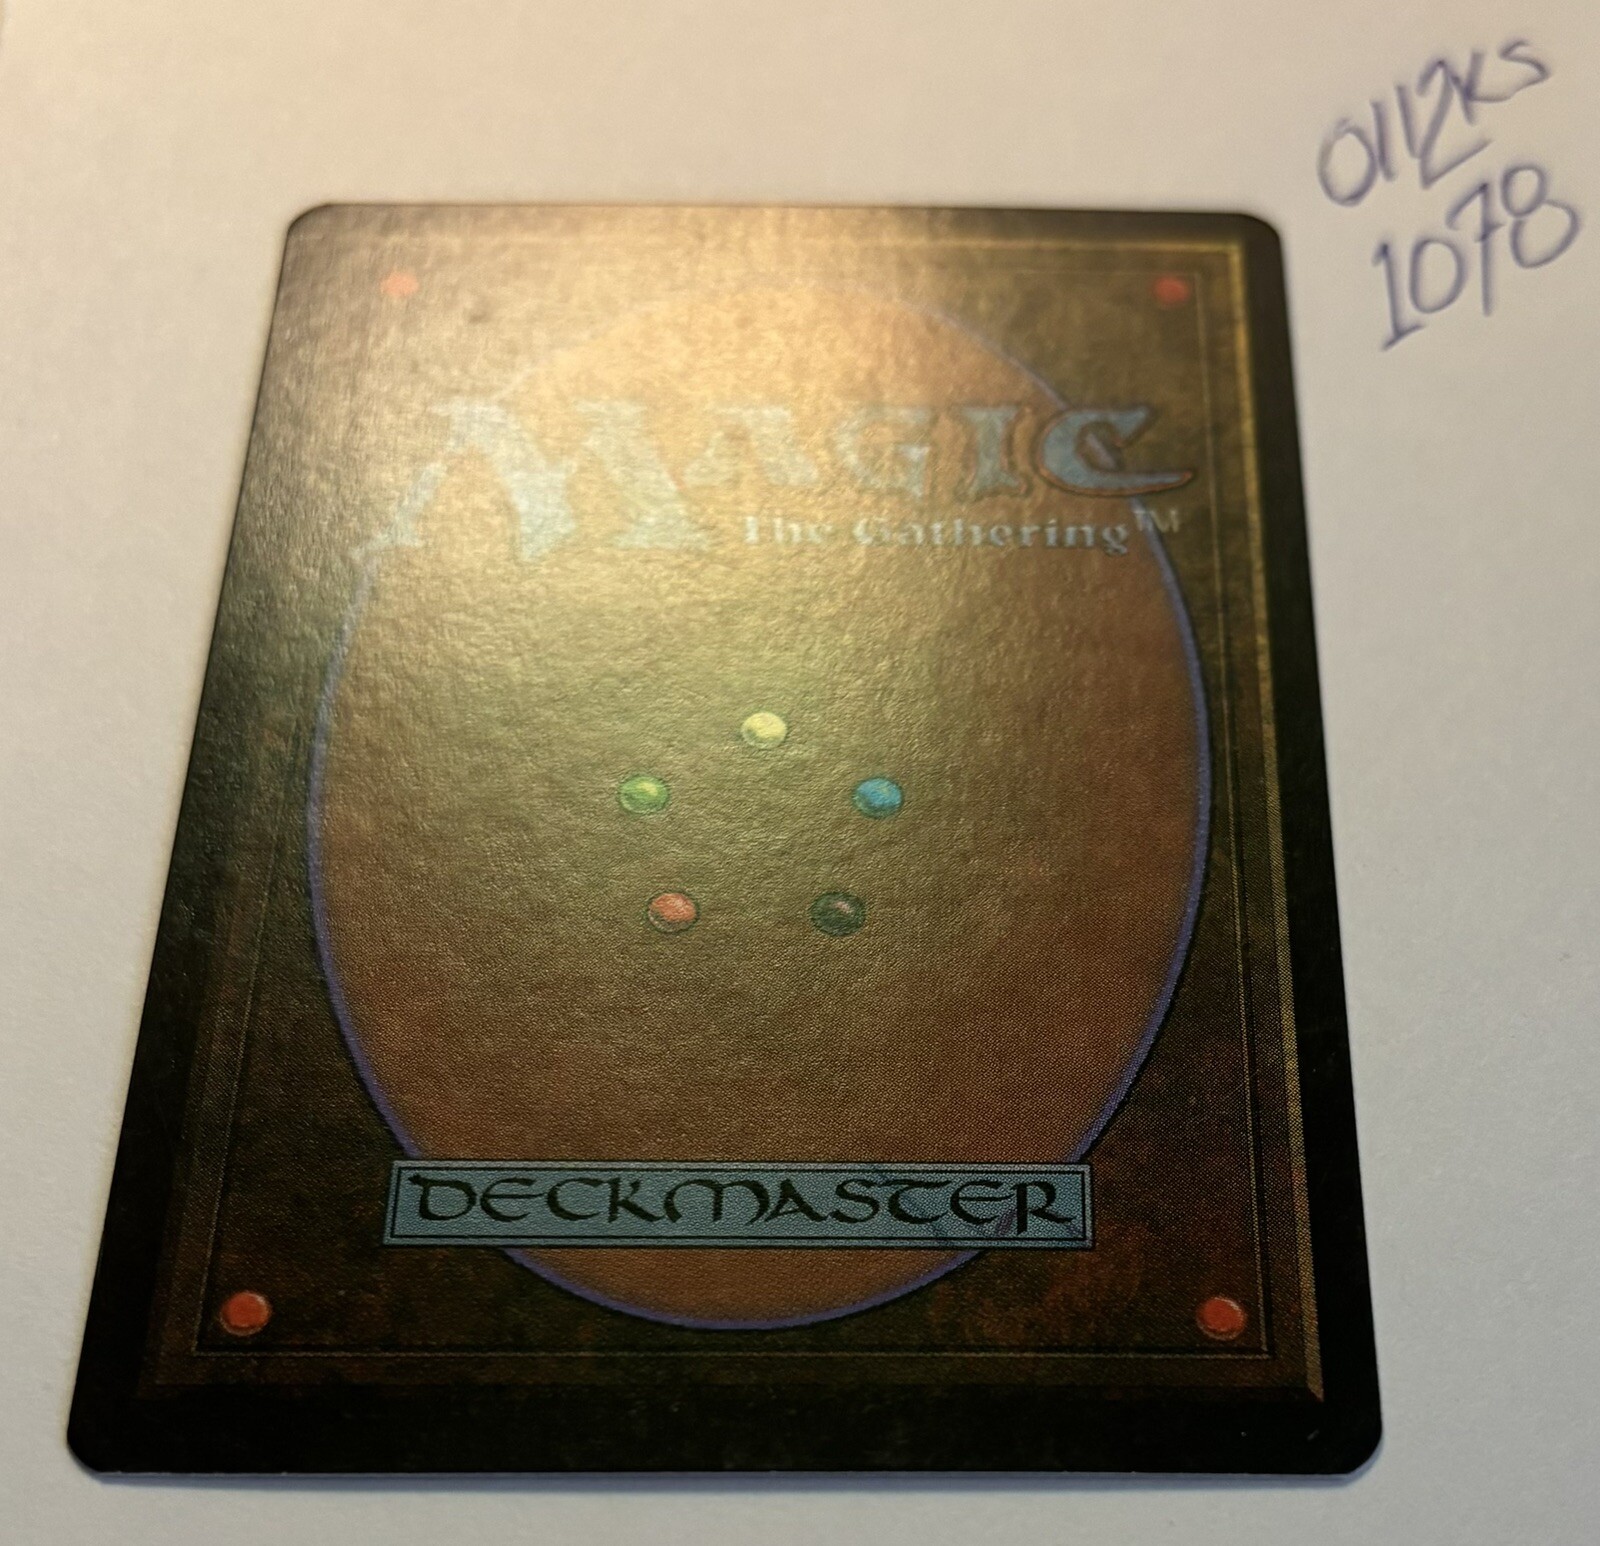 0112ks
1078
MAGIC
The Gathering™
DECKMASTER